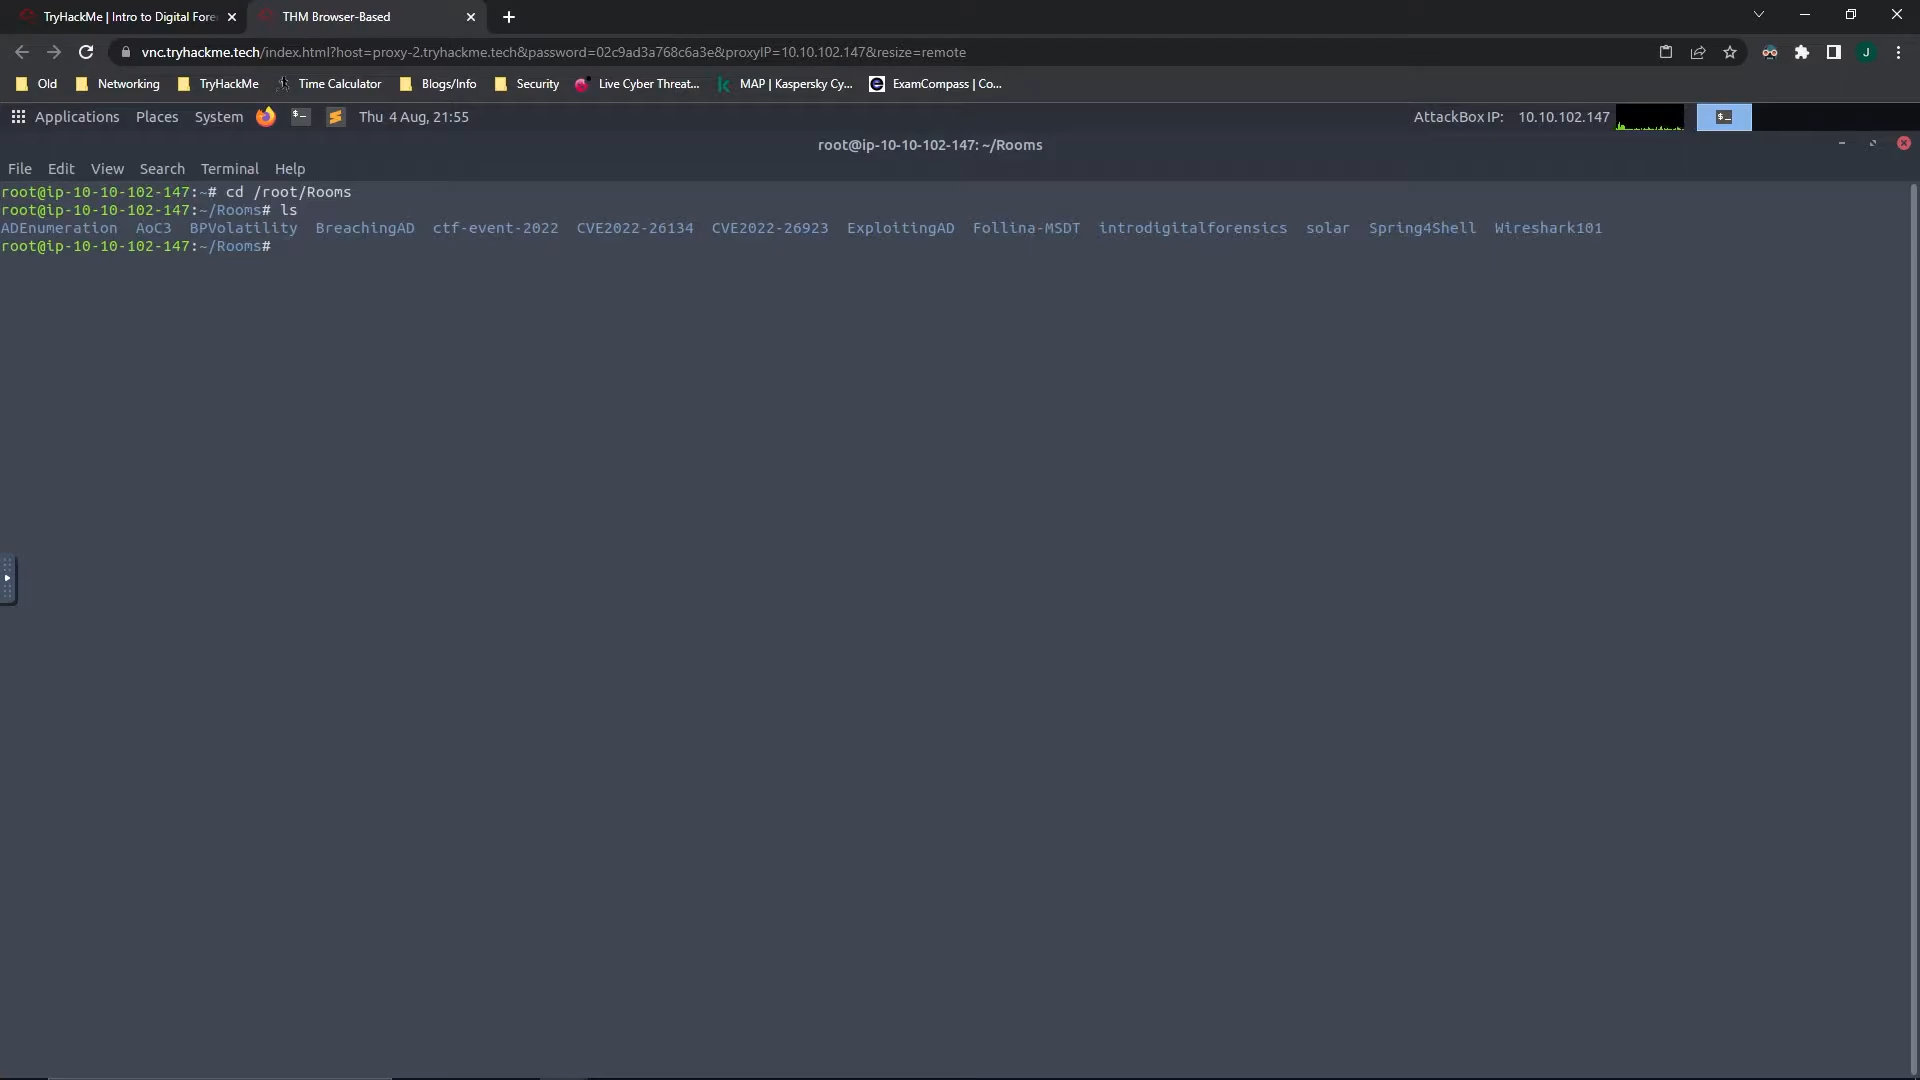 TryHackMe | Intro to Digital Fore
THM Browser-Based
vnc.tryhackme.tech/index.html?host=proxy-2.tryhackme.tech&password=02c9ad3a768c6a3e&proxyIP=10.10.102.147&resize=remote
J
Old Networking TryHackMe Time Calculator Blogs/Info Security Live Cyber Threat... MAP | Kaspersky Cy... ExamCompass | Co...
Applications Places System Thu 4 Aug, 21:55 AttackBox IP: 10.10.102.147
root@ip-10-10-102-147: ~/Rooms
File Edit View Search Terminal Help
root@ip-10-10-102-147:~# cd /root/Rooms
root@ip-10-10-102-147:~/Rooms# ls
ADEnumeration AoC3 BPVolatility BreachingAD ctf-event-2022 CVE2022-26134 CVE2022-26923 ExploitingAD Follina-MSDT introdigitalforensics solar Spring4Shell Wireshark101
root@ip-10-10-102-147:~/Rooms#